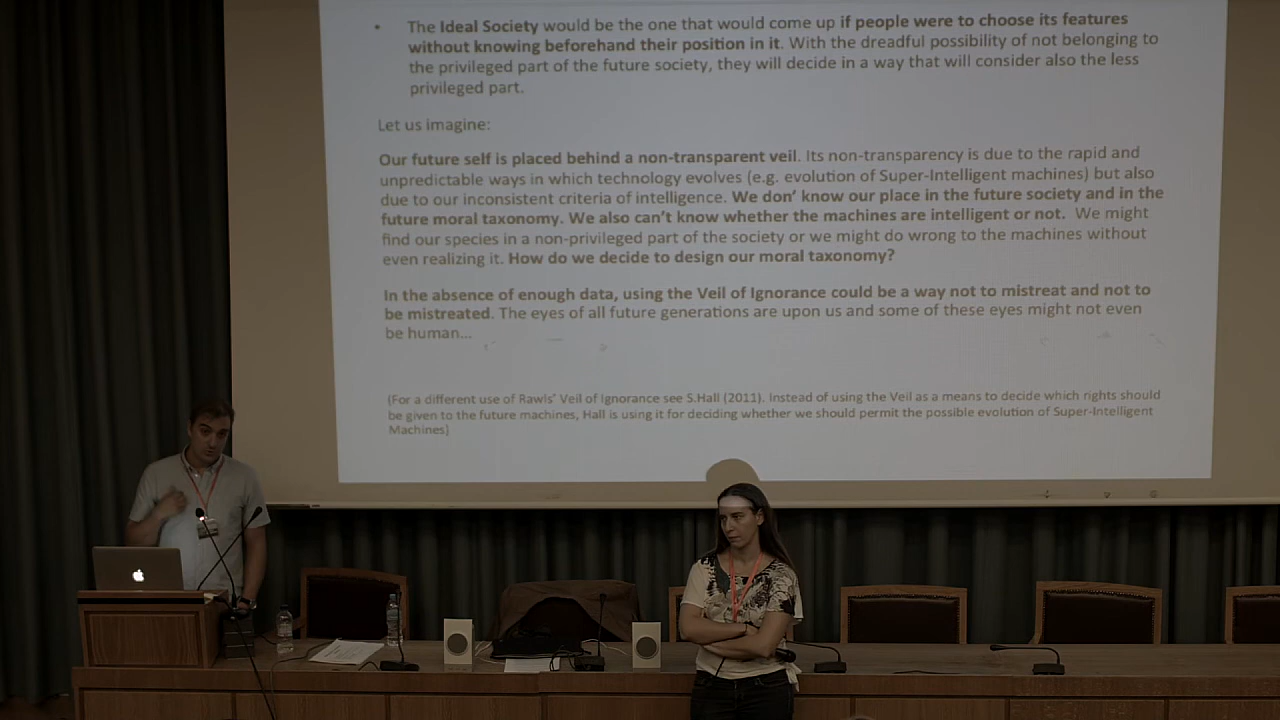 • The Ideal Society would be the one that would come up if people were to choose its features
without knowing beforehand their position in it. With the dreadful possibility of not belonging to
the privileged part of the future society, they will decide in a way that will consider also the less
privileged part.
Let us imagine:
Our future self is placed behind a non-transparent veil. Its non-transparency is due to the rapid and
unpredictable ways in which technology evolves (e.g. evolution of Super-Intelligent machines) but also
due to our inconsistent criteria of intelligence. We don' know our place in the future society and in the
future moral taxonomy. We also can't know whether the machines are intelligent or not. We might
find our species in a non-privileged part of the society or we might do wrong to the machines without
even realizing it. How do we decide to design our moral taxonomy?
In the absence of enough data, using the Veil of Ignorance could be a way not to mistreat and not to
be mistreated. The eyes of all future generations are upon us and some of these eyes might not even
be human...
(For a different use of Rawls' Veil of Ignorance see S.Hall (2011). Instead of using the Veil as a means to decide which rights should
be given to the future machines, Hall is using it for deciding whether we should permit the possible evolution of Super-Intelligent
Machines)